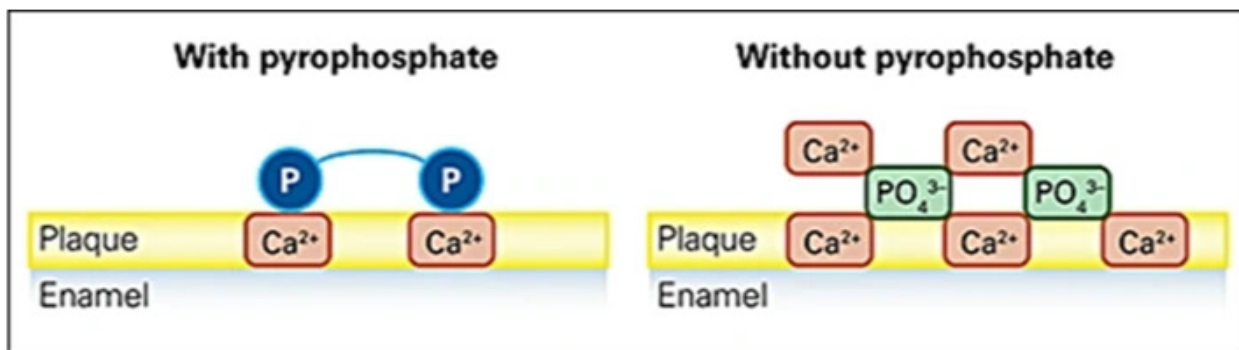 With pyrophosphate
P P
Plaque Ca²⁺ Ca²⁺
Enamel
Without pyrophosphate
Ca²⁺ Ca²⁺
PO₄³⁻ PO₄³⁻
Plaque Ca²⁺ Ca²⁺ Ca²⁺
Enamel